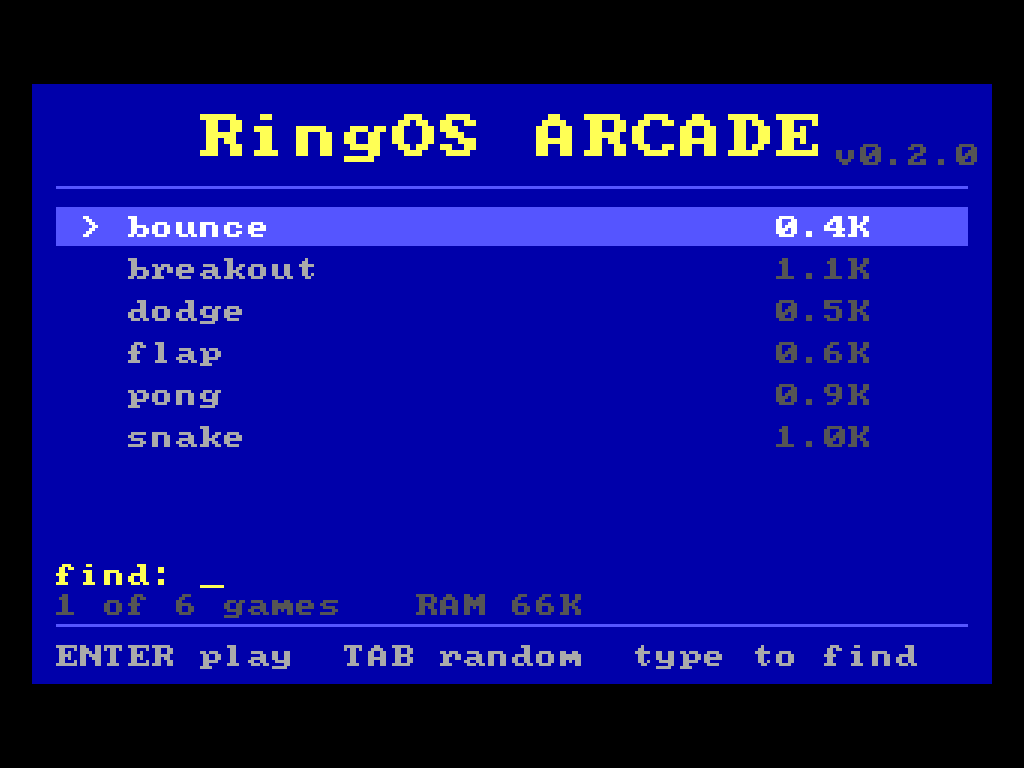 RingOS ARCADE v0.2.0
> bounce 0.4K
breakout 1.1K
dodge 0.5K
flap 0.6K
pong 0.9K
snake 1.0K
find: _
1 of 6 games RAM 66K
ENTER play TAB random type to find